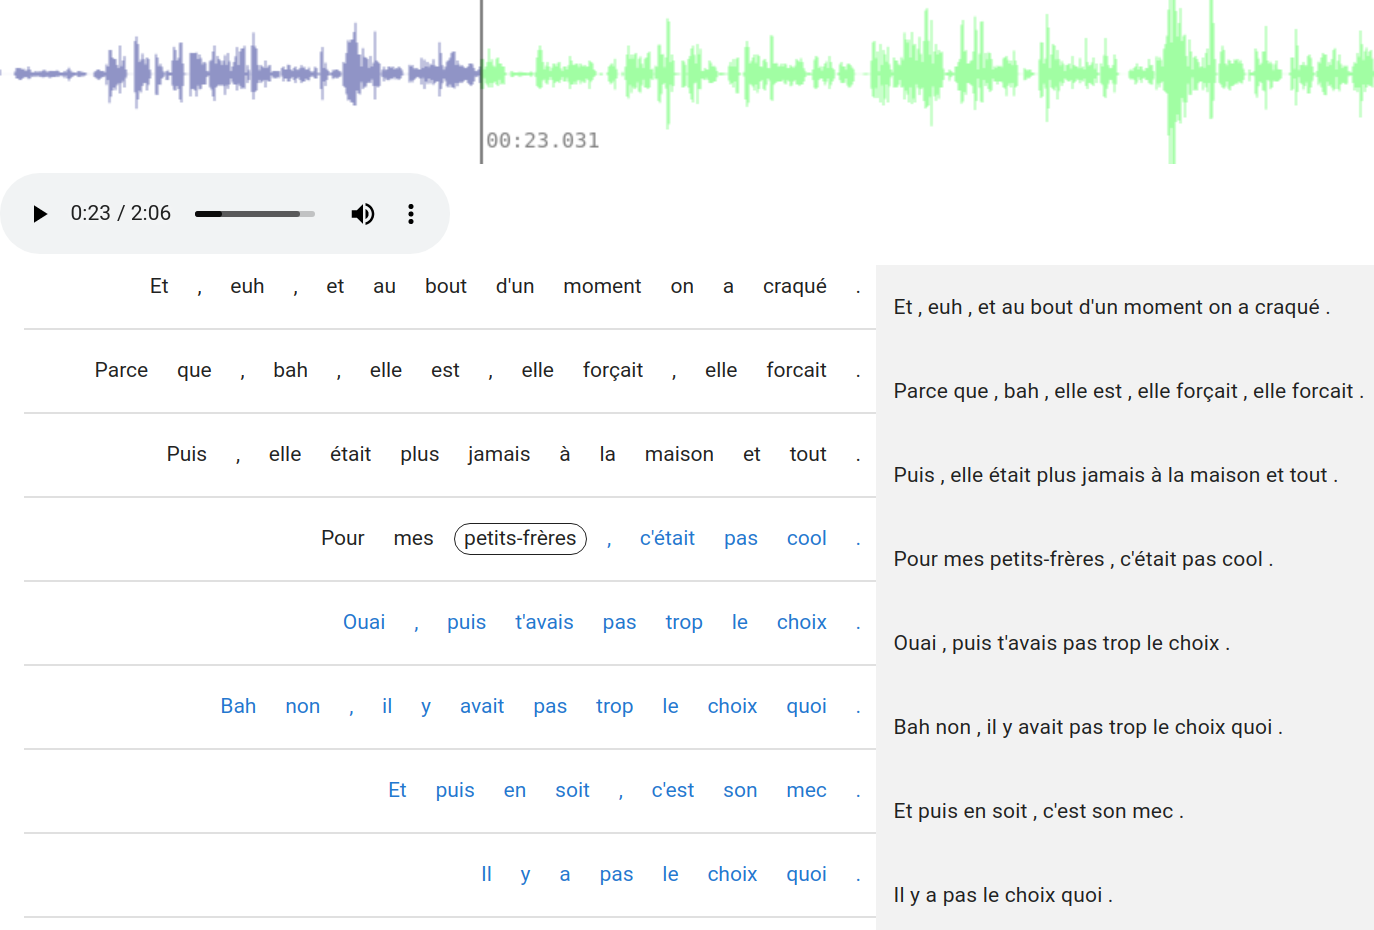 00:23.031
0:23 / 2:06
Et , euh , et au bout d'un moment on a craqué .
Et , euh , et au bout d'un moment on a craqué .
Parce que , bah , elle est , elle forçait , elle forcait .
Parce que , bah , elle est , elle forçait , elle forcait .
Puis , elle était plus jamais à la maison et tout .
Puis , elle était plus jamais à la maison et tout .
Pour mes petits-frères , c'était pas cool .
Pour mes petits-frères , c'était pas cool .
Ouai , puis t'avais pas trop le choix .
Ouai , puis t'avais pas trop le choix .
Bah non , il y avait pas trop le choix quoi .
Bah non , il y avait pas trop le choix quoi .
Et puis en soit , c'est son mec .
Et puis en soit , c'est son mec .
Il y a pas le choix quoi .
Il y a pas le choix quoi .